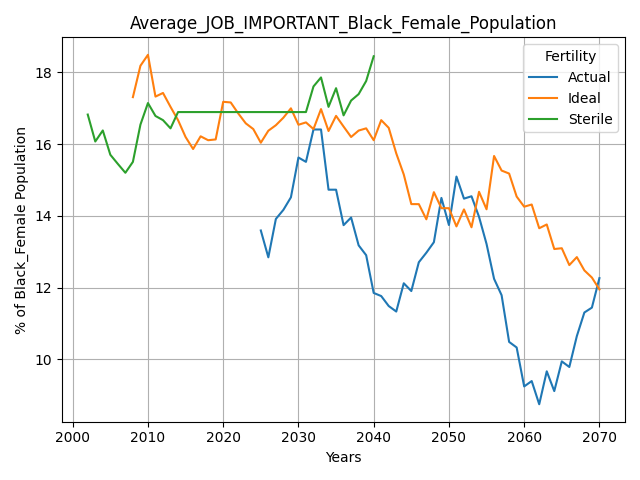 Average_JOB_IMPORTANT_Black_Female_Population
Fertility
Actual
Ideal
Sterile
% of Black_Female Population
18
16
14
12
10
2000 2010 2020 2030 2040 2050 2060 2070
Years